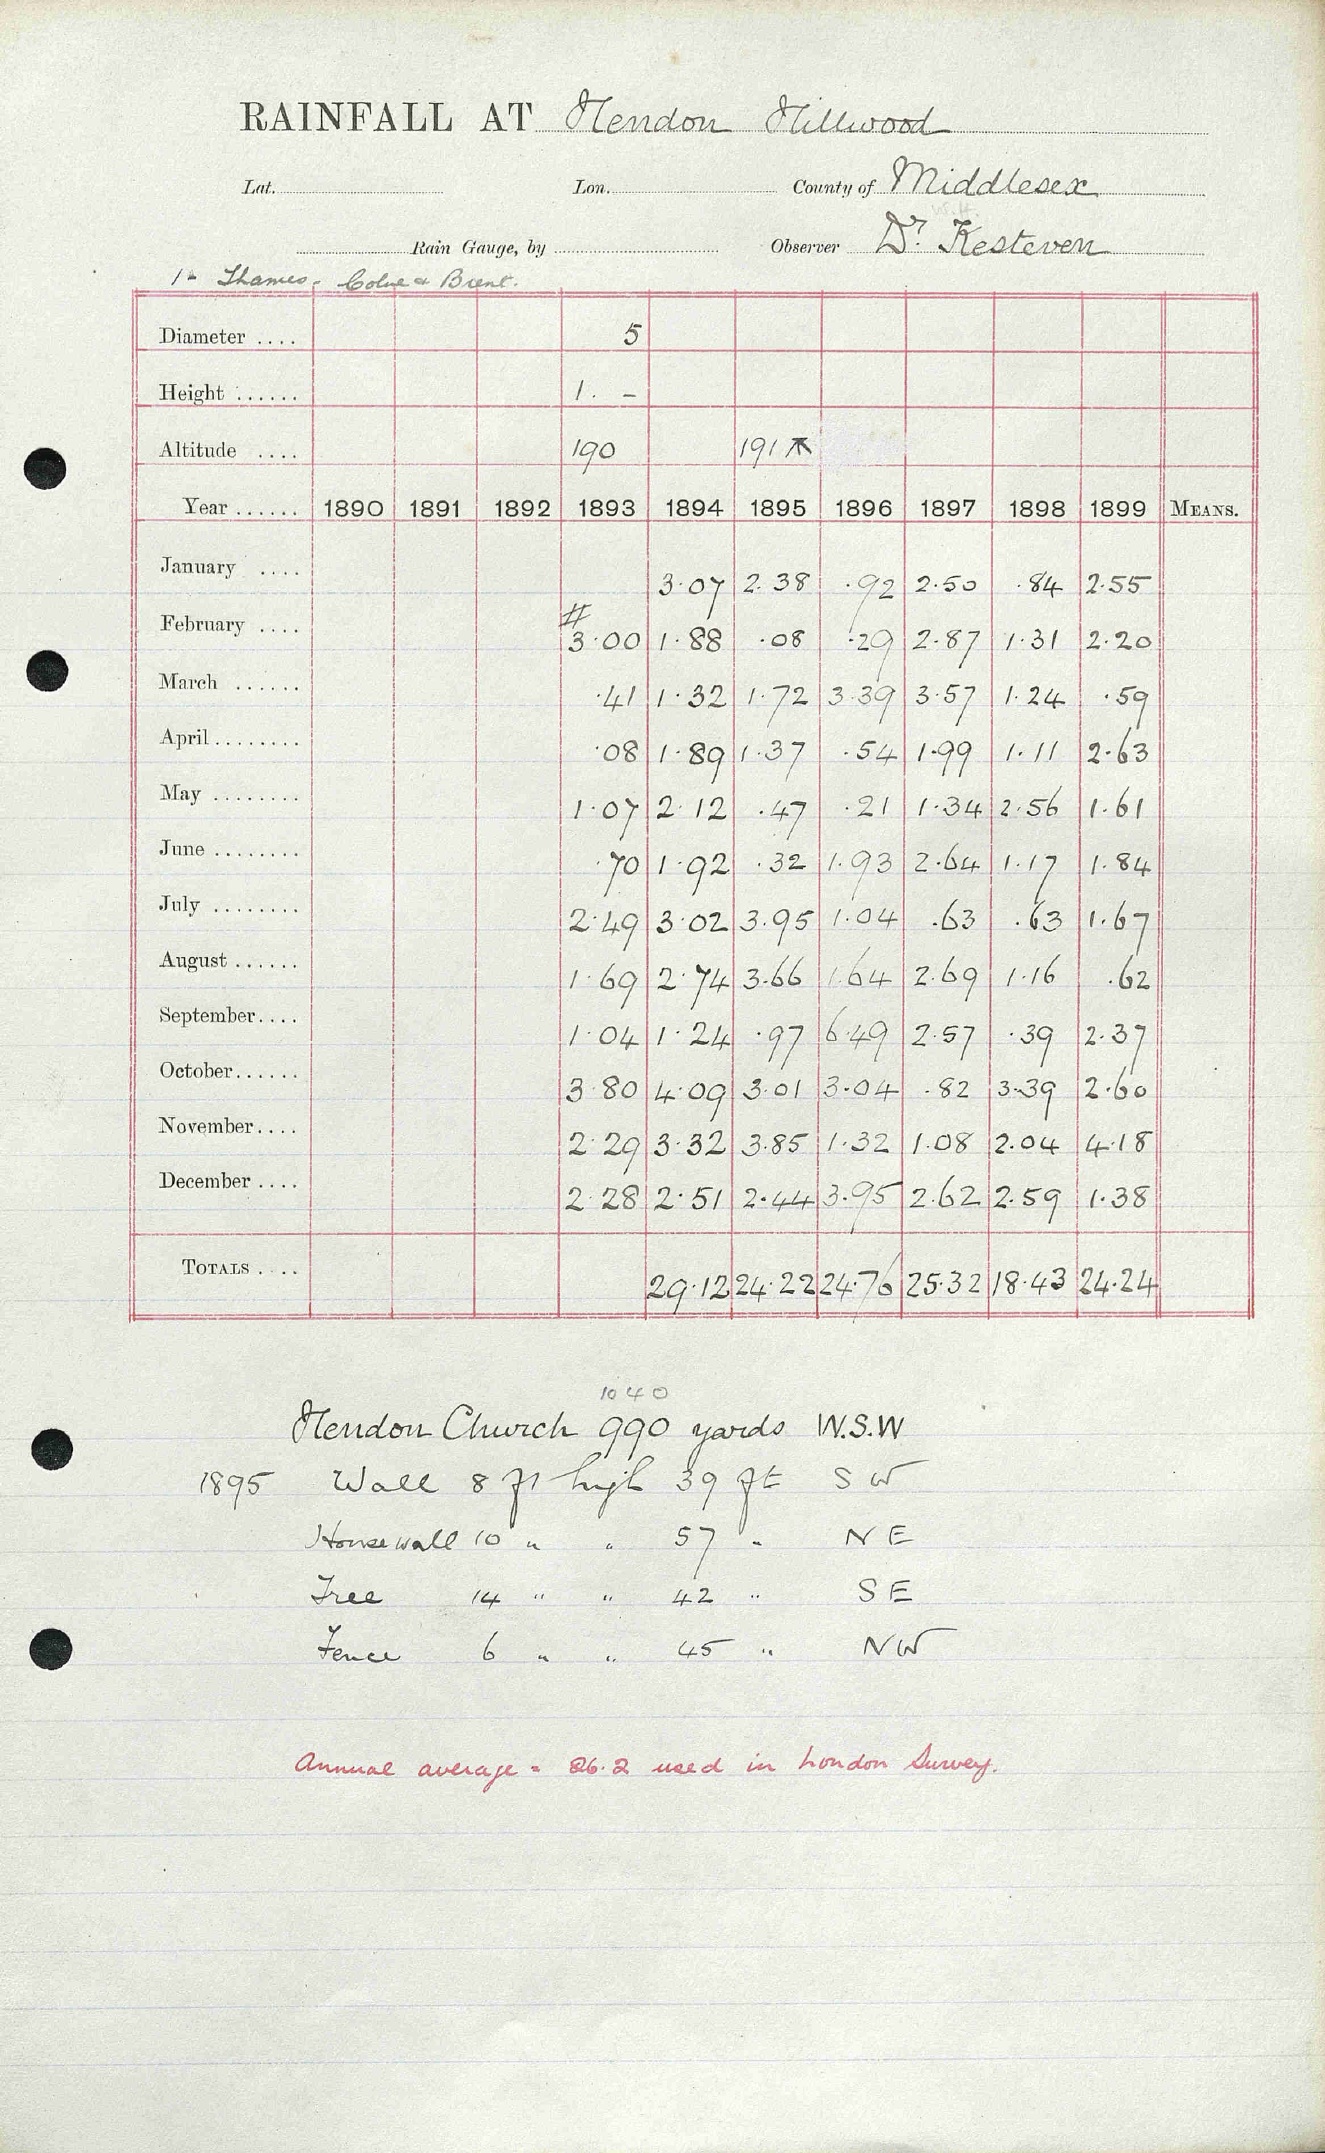 RAINFALL AT Hendon Hillwood
Lat. Lon. County of Middlesex
Rain Gauge, by Observer Dr. Kesteven
Thames. Colne & Brent.
Diameter .... 5
Height ...... 1. –
Altitude .... 190 191
Year ...... 1890 1891 1892 1893 1894 1895 1896 1897 1898 1899 MEANS.
January .... 3.07 2.38 .92 2.50 .84 2.55
February .... # 3.00 1.88 .08 .29 2.87 1.31 2.20
March ...... .41 1.32 1.72 3.39 3.57 1.24 .59
April ........ .08 1.89 1.37 .54 1.99 1.11 2.63
May ........ 1.07 2.12 .47 .21 1.34 2.56 1.61
June ........ .70 1.92 .32 1.93 2.64 1.17 1.84
July ........ 2.49 3.02 3.95 1.04 .63 .63 1.67
August ...... 1.69 2.74 3.66 1.64 2.69 1.16 .62
September .... 1.04 1.24 .97 6.49 2.57 .39 2.37
October ...... 3.80 4.09 3.01 3.04 .82 3.39 2.60
November .... 2.29 3.32 3.85 1.32 1.08 2.04 4.18
December .... 2.28 2.51 2.44 3.95 2.62 2.59 1.38
TOTALS .... 29.12 24.22 24.76 25.32 18.43 24.24
1040
Hendon Church 990 yards W.S.W
1895 Wall 8 ft high 39 ft SW
House wall 10 " " 57 " NE
Tree 14 " " 42 " SE
Fence 6 " " 45 " NW
Annual average = 26.2 used in London Survey.